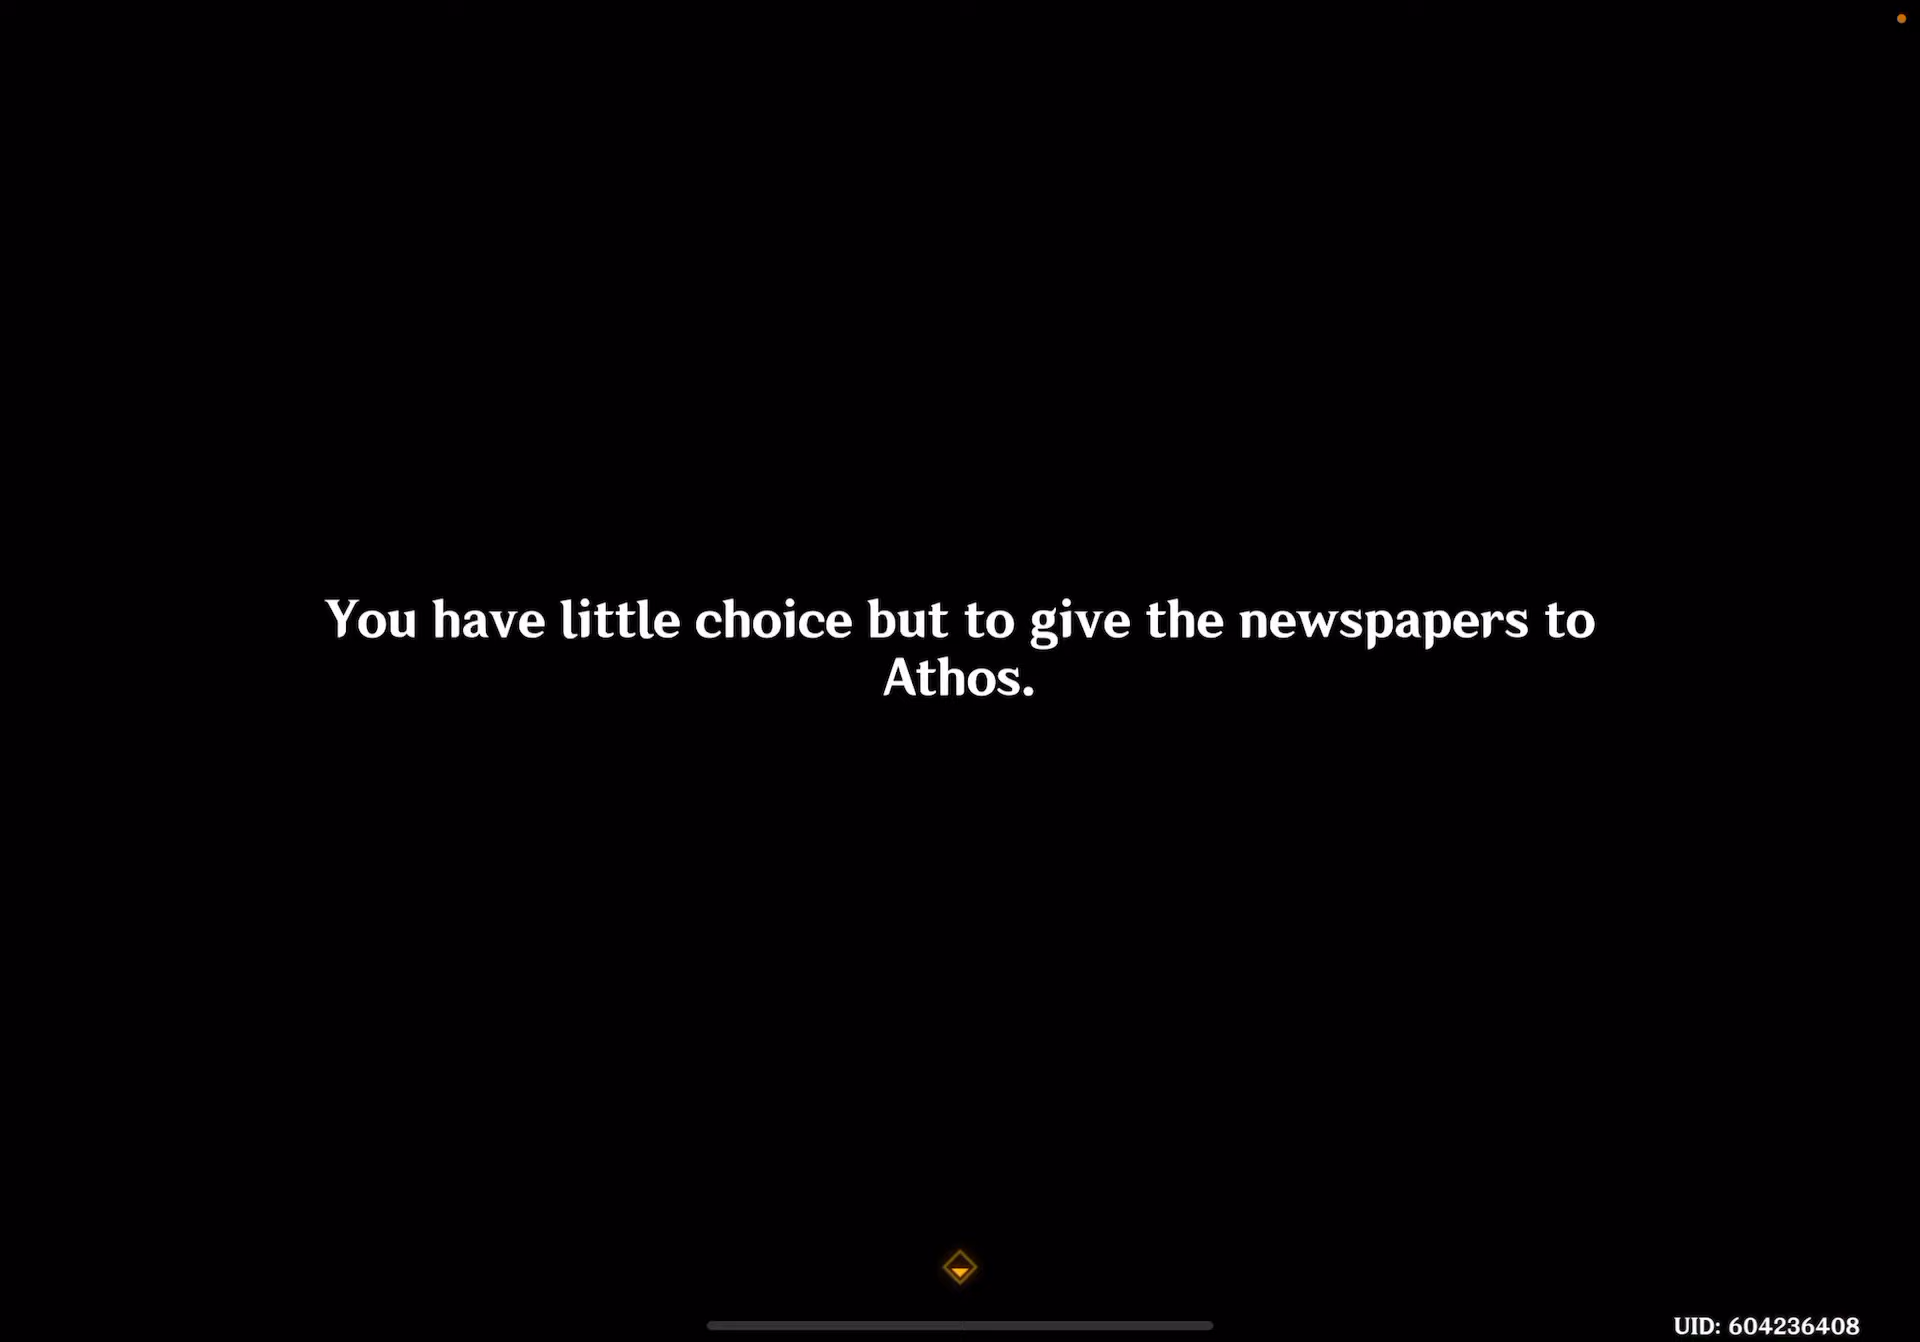 You have little choice but to give the newspapers to
Athos.
UID: 604236408